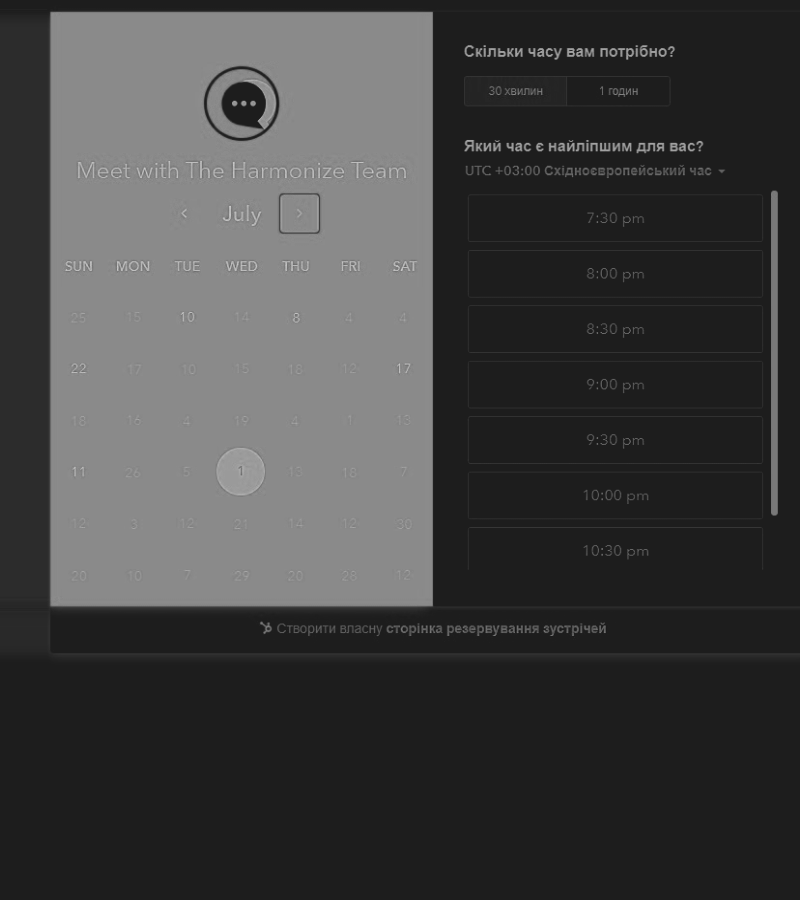 Meet with The Harmonize Team
July
SUN MON TUE WED THU FRI SAT
25 15 10 14 8 4 4
22 17 10 15 18 12 17
18 16 4 19 4 1 13
11 26 5 1 13 18 7
12 3 12 21 14 12 30
20 10 7 29 20 28 12
Скільки часу вам потрібно?
30 хвилин 1 годин
Який час є найліпшим для вас?
UTC +03:00 Східноєвропейський час
7:30 pm
8:00 pm
8:30 pm
9:00 pm
9:30 pm
10:00 pm
10:30 pm
Створити власну сторінка резервування зустрічей